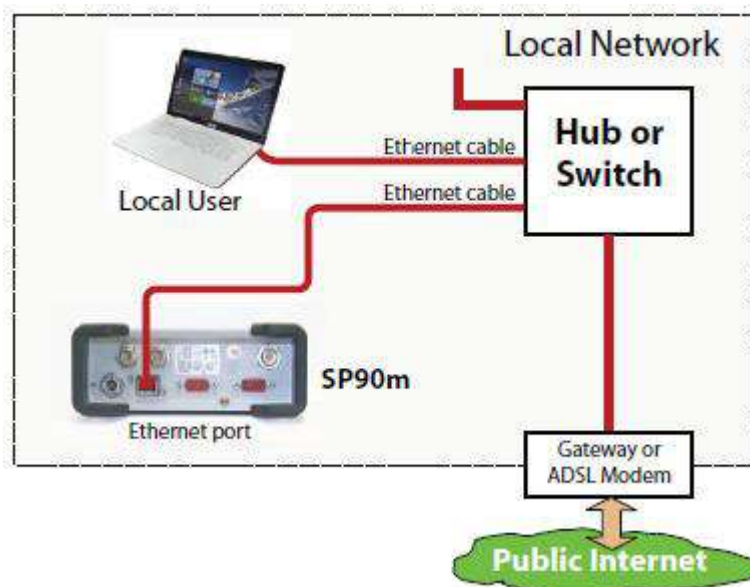 Local Network
Hub or
Switch
Ethernet cable
Ethernet cable
Local User
SP90m
Ethernet port
Gateway or
ADSL Modem
Public Internet